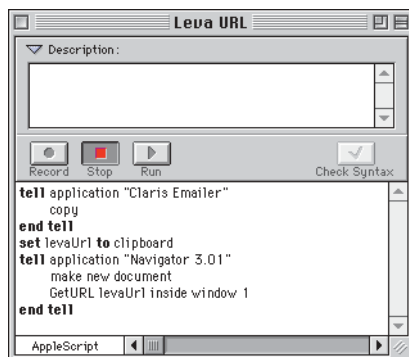 Leva URL
Description:
Record Stop Run Check Syntax
tell application "Claris Emailer"
copy
end tell
set levaUrl to clipboard
tell application "Navigator 3.01"
make new document
GetURL levaUrl inside window 1
end tell
AppleScript